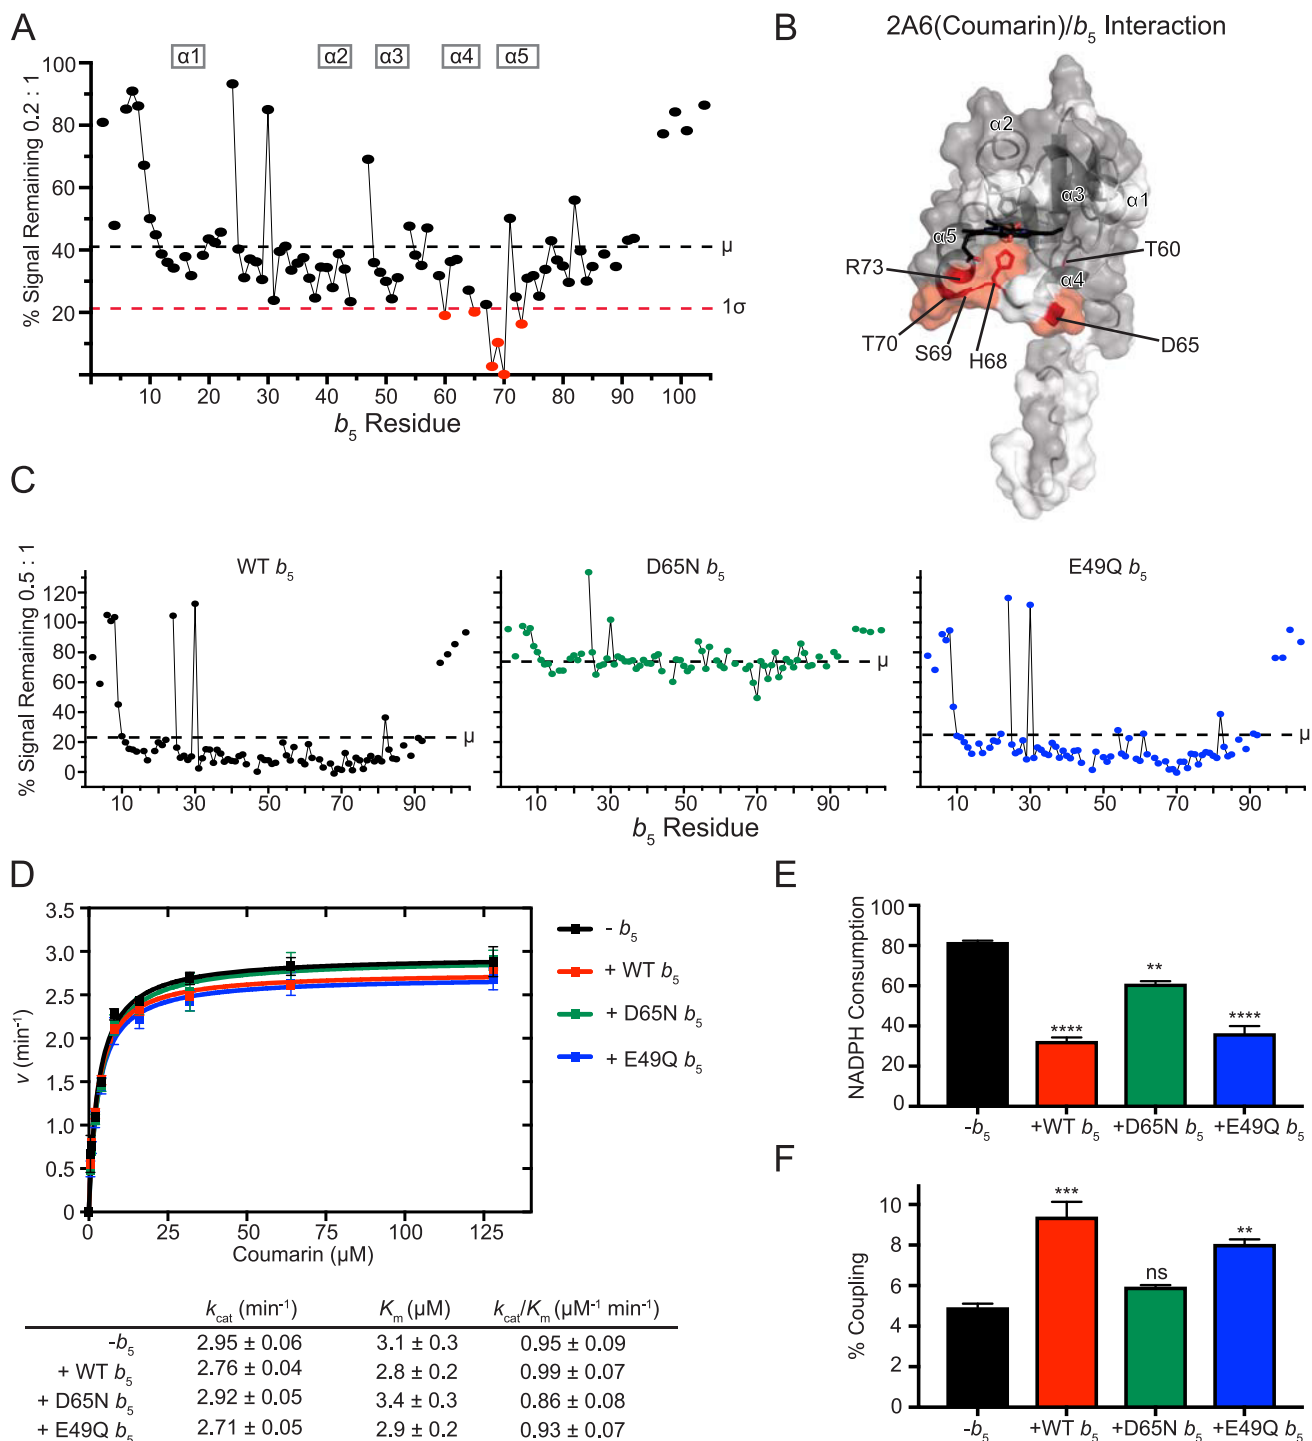 A
α1 α2 α3 α4 α5
% Signal Remaining 0.2 : 1
100
80
60
40
20
μ
1σ
10 20 30 40 50 60 70 80 90 100
b5 Residue
B
2A6(Coumarin)/b5 Interaction
α2
α3
α1
α5
T60
R73
α4
T70
S69
H68
D65
C
WT b5
D65N b5
E49Q b5
% Signal Remaining 0.5 : 1
120
100
80
60
40
20
0
μ
μ
μ
10 30 50 70 90
10 30 50 70 90
10 30 50 70 90
b5 Residue
D
v (min-1)
3.5
3.0
2.5
2.0
1.5
1.0
0.5
0
0 25 50 75 100 125
Coumarin (μM)
- b5
+ WT b5
+ D65N b5
+ E49Q b5
kcat (min-1) Km (μM) kcat/Km (μM-1 min-1)
-b5 2.95 ± 0.06 3.1 ± 0.3 0.95 ± 0.09
+ WT b5 2.76 ± 0.04 2.8 ± 0.2 0.99 ± 0.07
+ D65N b5 2.92 ± 0.05 3.4 ± 0.3 0.86 ± 0.08
+ E49Q b5 2.71 ± 0.05 2.9 ± 0.2 0.93 ± 0.07
E
NADPH Consumption
100
80
60
40
20
0
**** ** ****
-b5 +WT b5 +D65N b5 +E49Q b5
F
% Coupling
10
8
6
4
2
0
*** ns **
-b5 +WT b5 +D65N b5 +E49Q b5